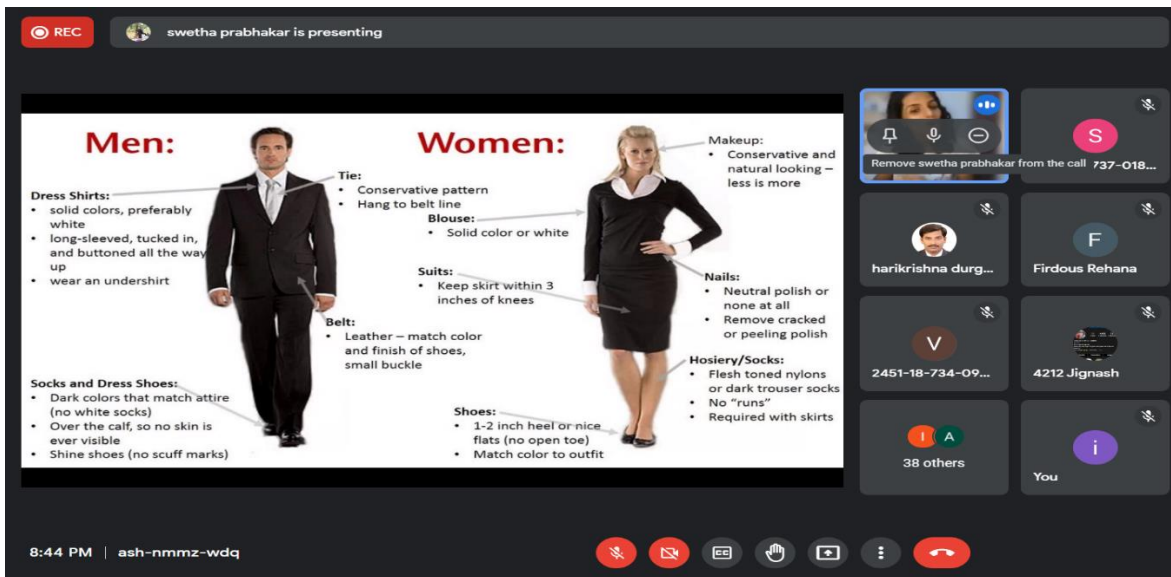 REC
swetha prabhakar is presenting
Men:
Dress Shirts:
• solid colors, preferably
white
• long-sleeved, tucked in,
and buttoned all the way
up
• wear an undershirt
Tie:
• Conservative pattern
• Hang to belt line
Belt:
• Leather – match color
and finish of shoes,
small buckle
Socks and Dress Shoes:
• Dark colors that match attire
(no white socks)
• Over the calf, so no skin is
ever visible
• Shine shoes (no scuff marks)
Women:
Makeup:
• Conservative and
natural looking –
less is more
Blouse:
• Solid color or white
Suits:
• Keep skirt within 3
inches of knees
Nails:
• Neutral polish or
none at all
• Remove cracked
or peeling polish
Hosiery/Socks:
• Flesh toned nylons
or dark trouser socks
• No "runs"
• Required with skirts
Shoes:
• 1-2 inch heel or nice
flats (no open toe)
• Match color to outfit
S
Remove swetha prabhakar from the call
737-018...
harikrishna durg...
F
Firdous Rehana
V
2451-18-734-09...
4212 Jignash
I A
38 others
i
You
8:44 PM | ash-nmmz-wdq
CC